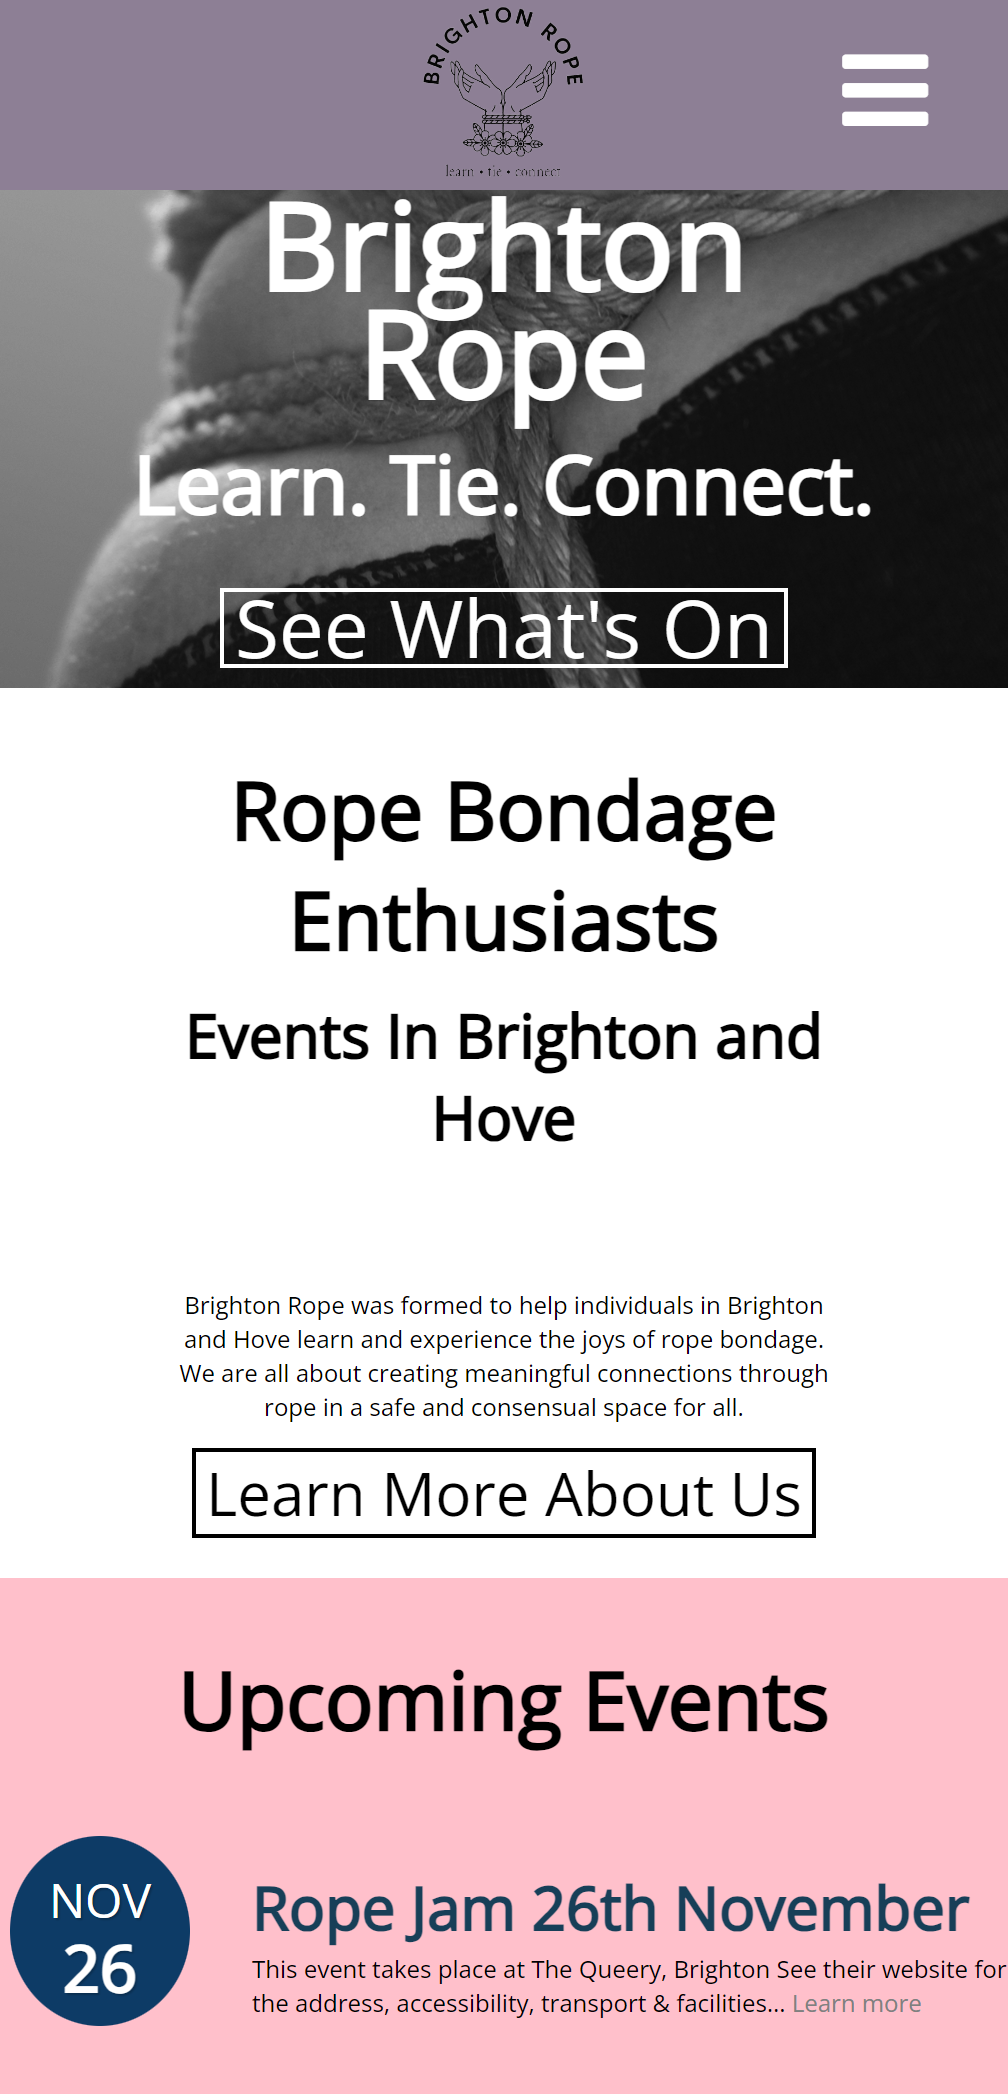 BRIGHTON ROPE
learn • tie • connect
Brighton
Rope
Learn. Tie. Connect.
See What's On
Rope Bondage
Enthusiasts
Events In Brighton and
Hove
Brighton Rope was formed to help individuals in Brighton
and Hove learn and experience the joys of rope bondage.
We are all about creating meaningful connections through
rope in a safe and consensual space for all.
Learn More About Us
Upcoming Events
NOV
26
Rope Jam 26th November
This event takes place at The Queery, Brighton See their website for
the address, accessibility, transport & facilities... Learn more